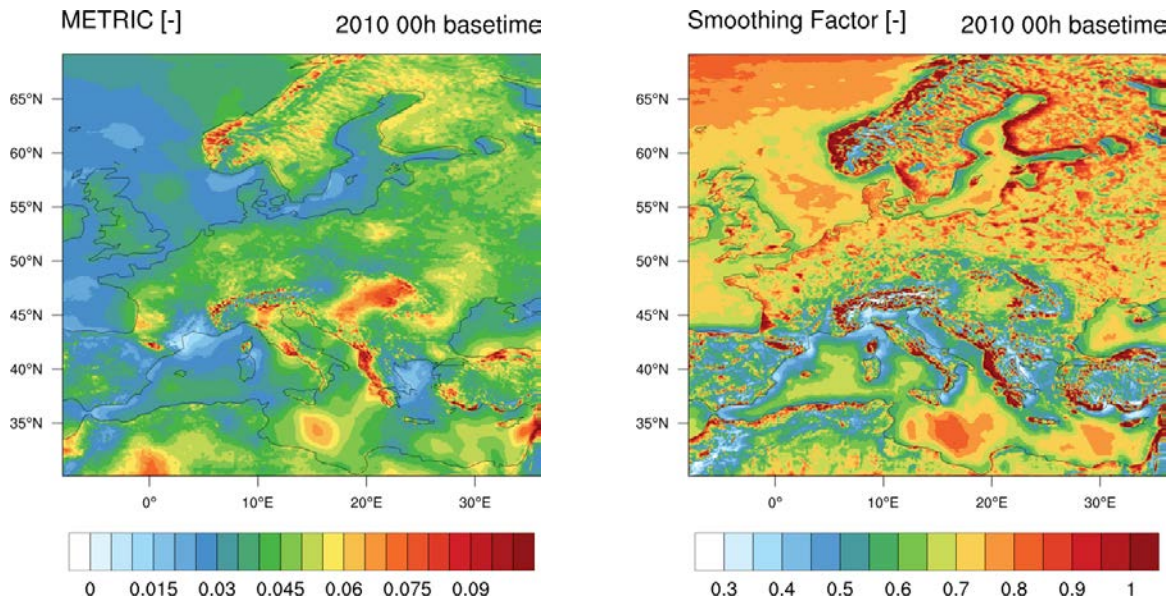 METRIC [-] 2010 00h basetime
65°N
60°N
55°N
50°N
45°N
40°N
35°N
0° 10°E 20°E 30°E
0 0.015 0.03 0.045 0.06 0.075 0.09
Smoothing Factor [-] 2010 00h basetime
65°N
60°N
55°N
50°N
45°N
40°N
35°N
0° 10°E 20°E 30°E
0.3 0.4 0.5 0.6 0.7 0.8 0.9 1